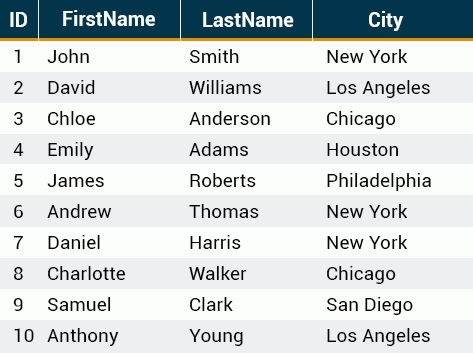 ID FirstName LastName City
1 John Smith New York
2 David Williams Los Angeles
3 Chloe Anderson Chicago
4 Emily Adams Houston
5 James Roberts Philadelphia
6 Andrew Thomas New York
7 Daniel Harris New York
8 Charlotte Walker Chicago
9 Samuel Clark San Diego
10 Anthony Young Los Angeles